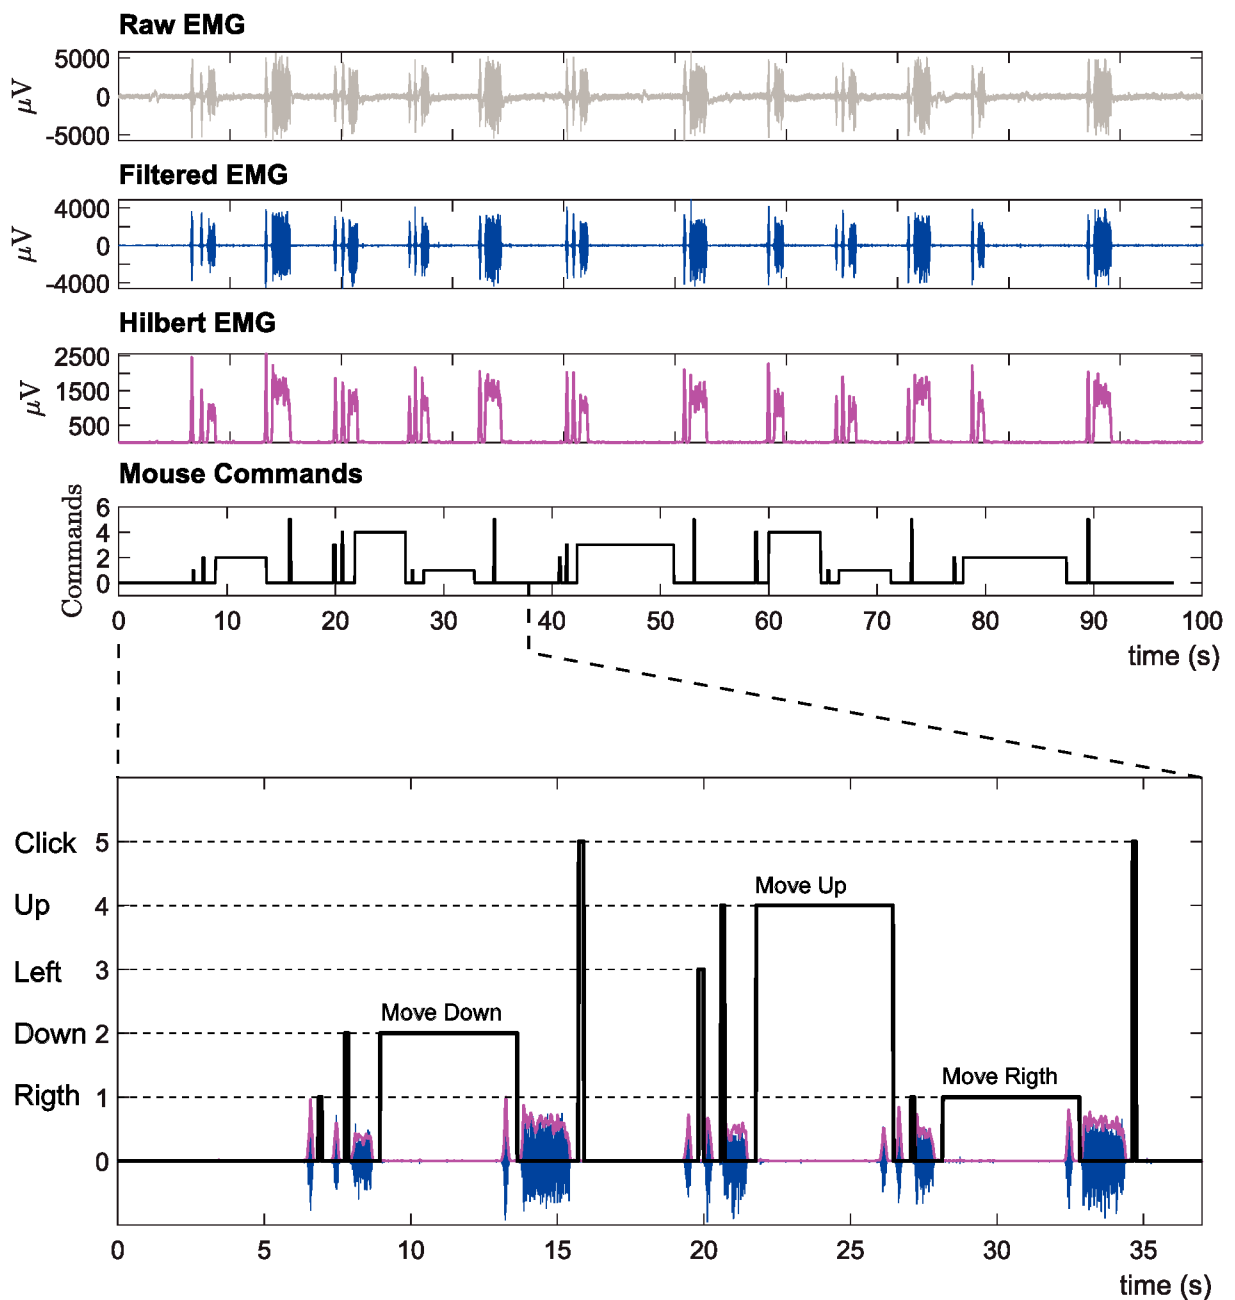 Raw EMG
5000
0
-5000
μV
Filtered EMG
4000
0
-4000
μV
Hilbert EMG
2500
1500
500
μV
Mouse Commands
6
4
2
0
Commands
0 10 20 30 40 50 60 70 80 90 100
time (s)
Click 5
Up 4
Left 3
Down 2
Rigth 1
0
Move Up
Move Down
Move Rigth
0 5 10 15 20 25 30 35
time (s)